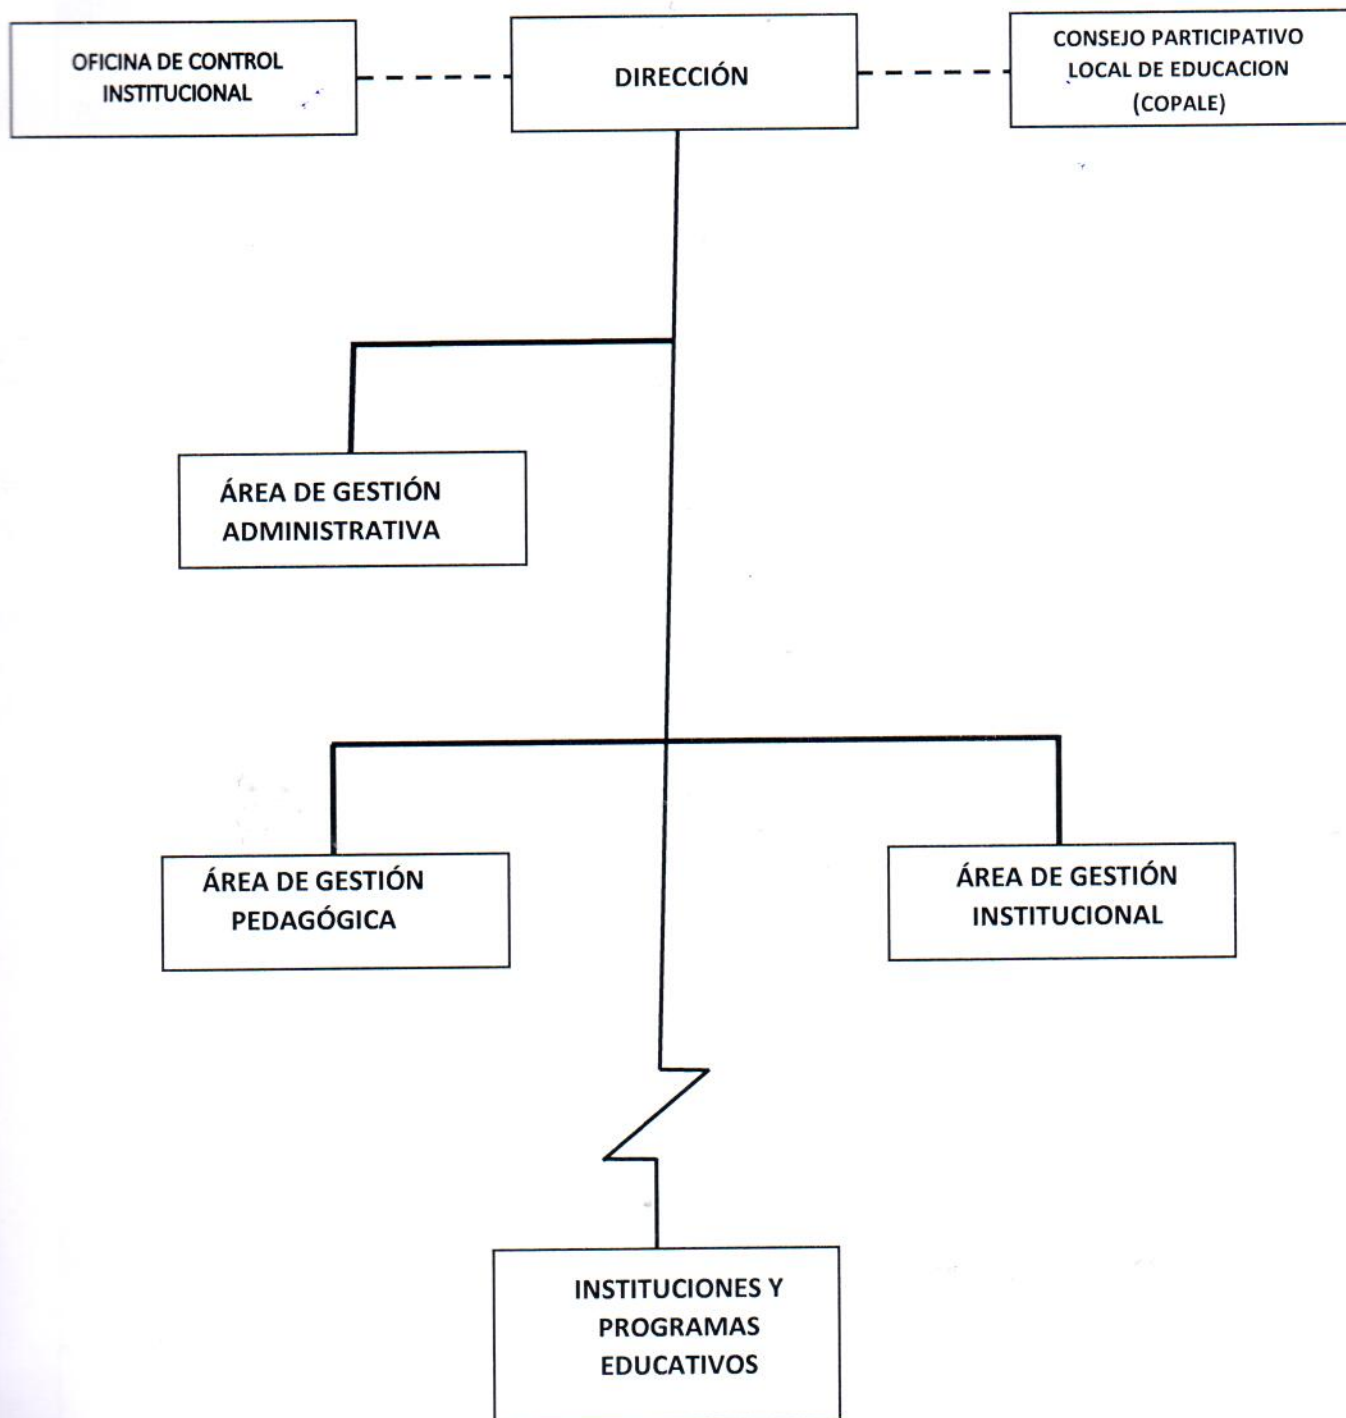 OFICINA DE CONTROL
INSTITUCIONAL
DIRECCIÓN
CONSEJO PARTICIPATIVO
LOCAL DE EDUCACION
(COPALE)
ÁREA DE GESTIÓN
ADMINISTRATIVA
ÁREA DE GESTIÓN
PEDAGÓGICA
ÁREA DE GESTIÓN
INSTITUCIONAL
INSTITUCIONES Y
PROGRAMAS
EDUCATIVOS